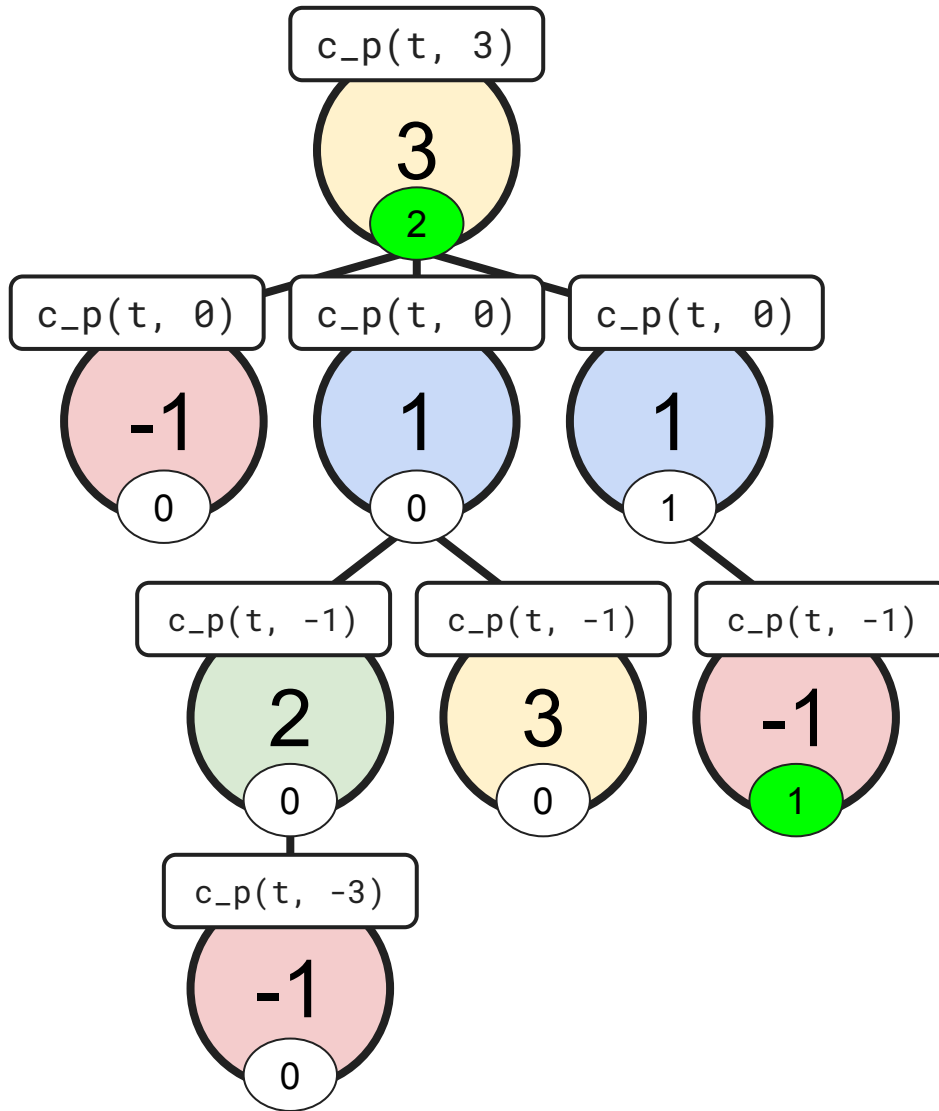 c_p(t, 3)
3
2
c_p(t, 0) c_p(t, 0) c_p(t, 0)
-1 1 1
0 0 1
c_p(t, -1) c_p(t, -1) c_p(t, -1)
2 3 -1
0 0 1
c_p(t, -3)
-1
0